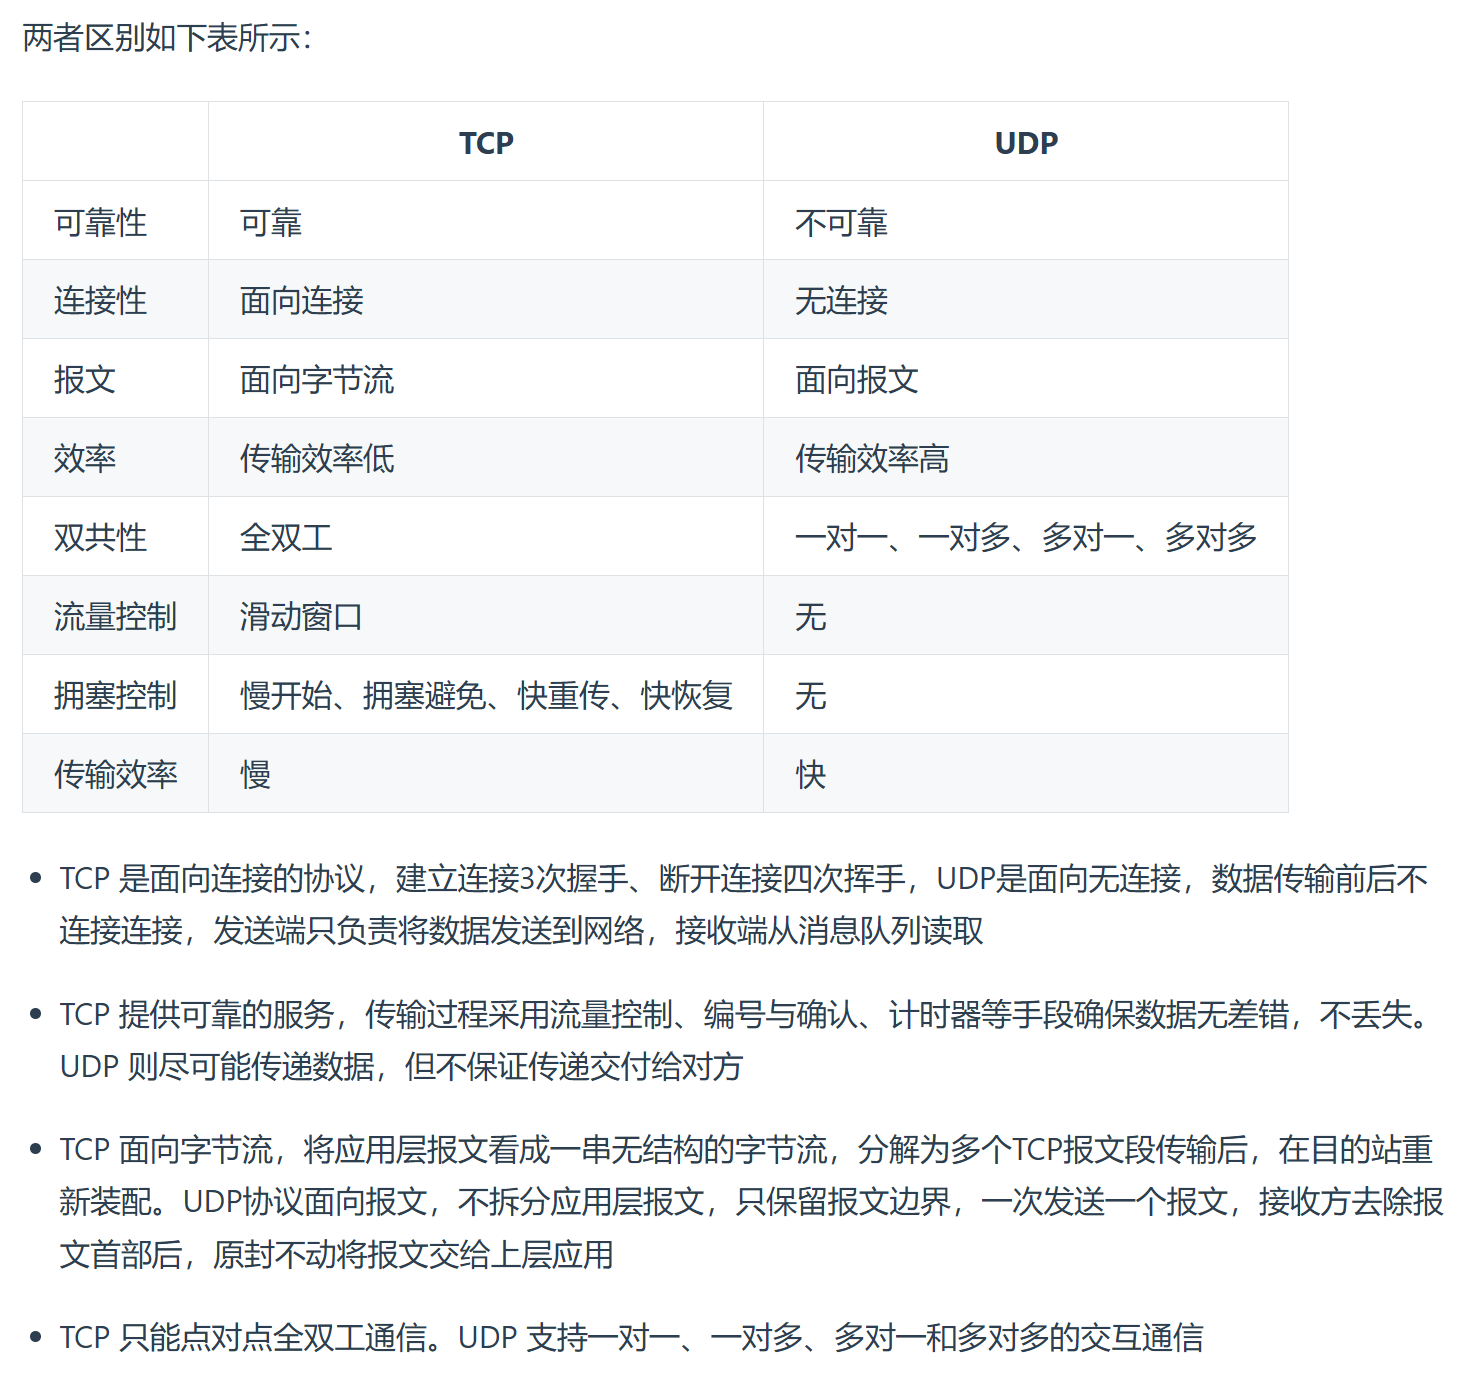 两者区别如下表所示：
TCP UDP
可靠性 可靠 不可靠
连接性 面向连接 无连接
报文 面向字节流 面向报文
效率 传输效率低 传输效率高
双共性 全双工 一对一、一对多、多对一、多对多
流量控制 滑动窗口 无
拥塞控制 慢开始、拥塞避免、快重传、快恢复 无
传输效率 慢 快
• TCP 是面向连接的协议，建立连接3次握手、断开连接四次挥手，UDP是面向无连接，数据传输前后不
连接连接，发送端只负责将数据发送到网络，接收端从消息队列读取
• TCP 提供可靠的服务，传输过程采用流量控制、编号与确认、计时器等手段确保数据无差错，不丢失。
UDP 则尽可能传递数据，但不保证传递交付给对方
• TCP 面向字节流，将应用层报文看成一串无结构的字节流，分解为多个TCP报文段传输后，在目的站重
新装配。UDP协议面向报文，不拆分应用层报文，只保留报文边界，一次发送一个报文，接收方去除报
文首部后，原封不动将报文交给上层应用
• TCP 只能点对点全双工通信。UDP 支持一对一、一对多、多对一和多对多的交互通信